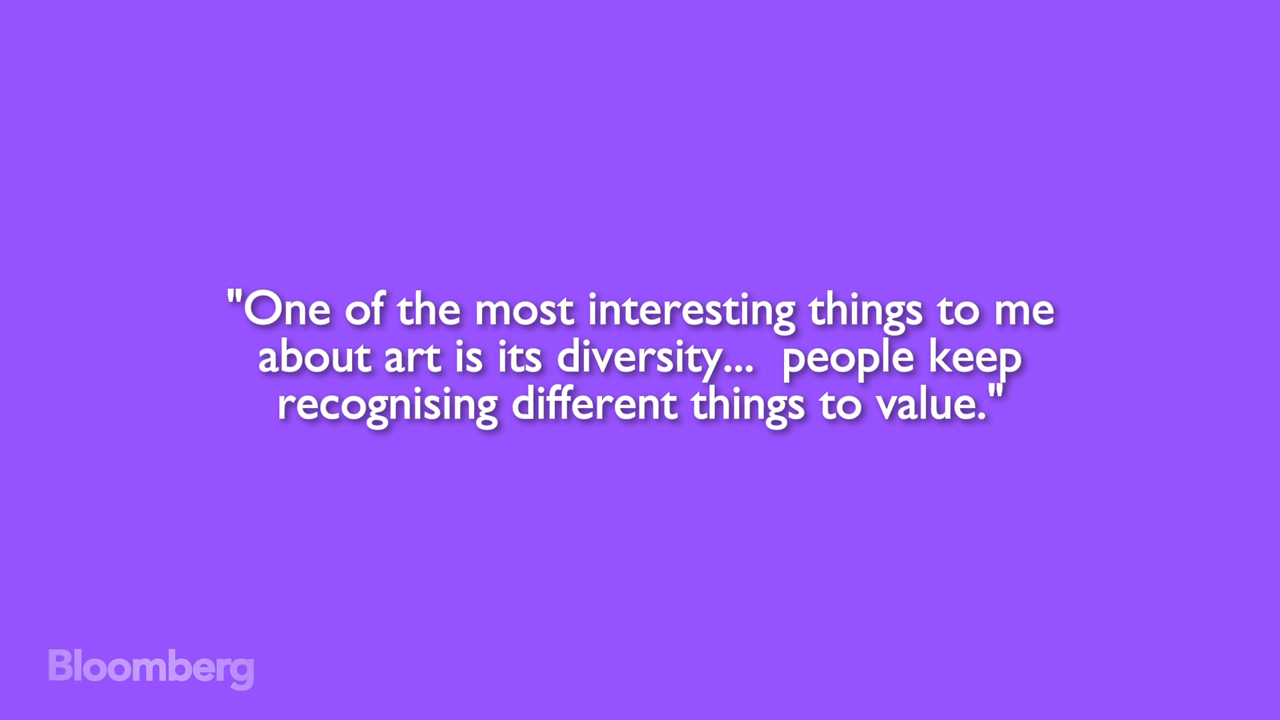 "One of the most interesting things to me
about art is its diversity...  people keep
recognising different things to value."
Bloomberg